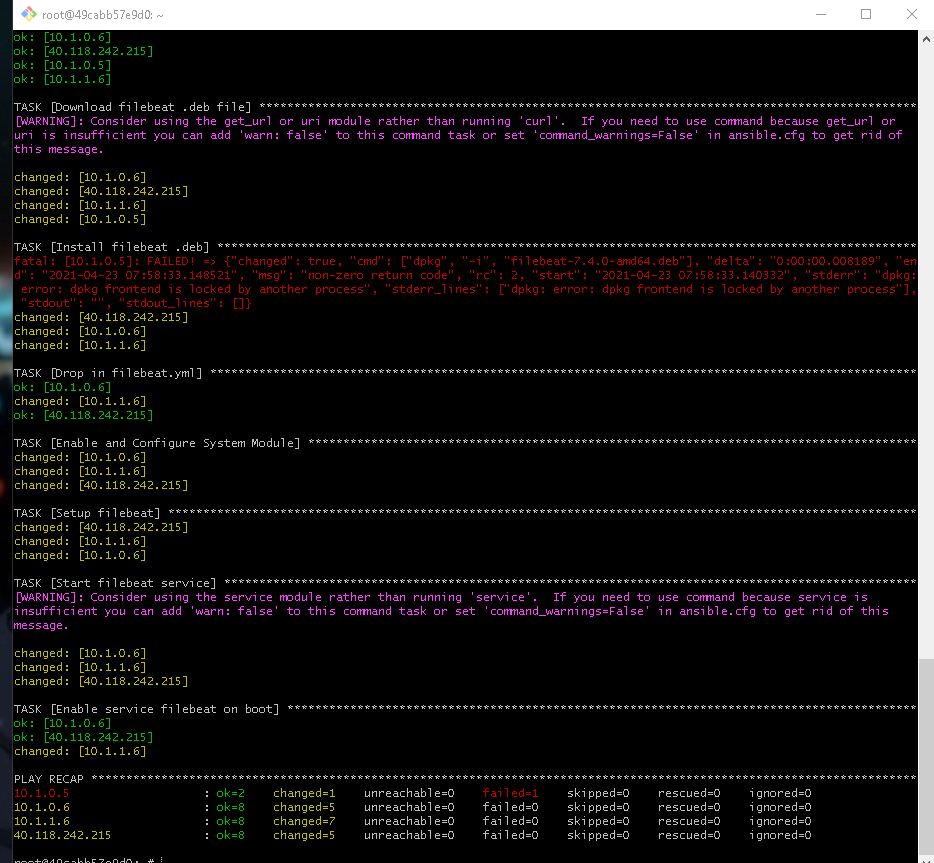 root@49cabb57e9d0: ~
ok: [10.1.0.6]
ok: [40.118.242.215]
ok: [10.1.0.5]
ok: [10.1.1.6]
TASK [Download filebeat .deb file] **********************************************************************************************
[WARNING]: Consider using the get_url or uri module rather than running 'curl'.  If you need to use command because get_url or
uri is insufficient you can add 'warn: false' to this command task or set 'command_warnings=False' in ansible.cfg to get rid of
this message.
changed: [10.1.0.6]
changed: [40.118.242.215]
changed: [10.1.1.6]
changed: [10.1.0.5]
TASK [Install filebeat .deb] ****************************************************************************************************
fatal: [10.1.0.5]: FAILED! => {"changed": true, "cmd": ["dpkg", "-i", "filebeat-7.4.0-amd64.deb"], "delta": "0:00:00.008189", "en
d": "2021-04-23 07:58:33.148521", "msg": "non-zero return code", "rc": 2, "start": "2021-04-23 07:58:33.140332", "stderr": "dpkg:
 error: dpkg frontend is locked by another process", "stderr_lines": ["dpkg: error: dpkg frontend is locked by another process"],
 "stdout": "", "stdout_lines": []}
changed: [40.118.242.215]
changed: [10.1.0.6]
changed: [10.1.1.6]
TASK [Drop in filebeat.yml] *****************************************************************************************************
ok: [10.1.0.6]
changed: [10.1.1.6]
ok: [40.118.242.215]
TASK [Enable and Configure System Module] ***************************************************************************************
changed: [10.1.0.6]
changed: [10.1.1.6]
changed: [40.118.242.215]
TASK [Setup filebeat] ***********************************************************************************************************
changed: [40.118.242.215]
changed: [10.1.1.6]
changed: [10.1.0.6]
TASK [Start filebeat service] ***************************************************************************************************
[WARNING]: Consider using the service module rather than running 'service'.  If you need to use command because service is
insufficient you can add 'warn: false' to this command task or set 'command_warnings=False' in ansible.cfg to get rid of this
message.
changed: [10.1.0.6]
changed: [10.1.1.6]
changed: [40.118.242.215]
TASK [Enable service filebeat on boot] ******************************************************************************************
ok: [10.1.0.6]
ok: [40.118.242.215]
changed: [10.1.1.6]
PLAY RECAP **********************************************************************************************************************
10.1.0.5                   : ok=2    changed=1    unreachable=0    failed=1    skipped=0    rescued=0    ignored=0
10.1.0.6                   : ok=8    changed=5    unreachable=0    failed=0    skipped=0    rescued=0    ignored=0
10.1.1.6                   : ok=8    changed=7    unreachable=0    failed=0    skipped=0    rescued=0    ignored=0
40.118.242.215             : ok=8    changed=5    unreachable=0    failed=0    skipped=0    rescued=0    ignored=0
root@49cabb57e9d0: #